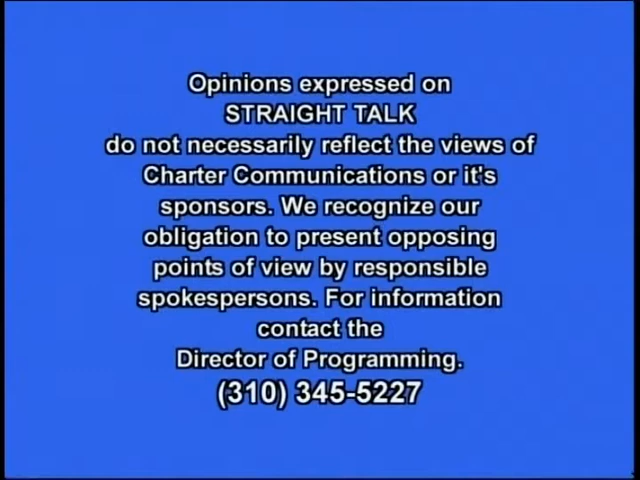 Opinions expressed on
STRAIGHT TALK
do not necessarily reflect the views of
Charter Communications or it's
sponsors. We recognize our
obligation to present opposing
points of view by responsible
spokespersons. For information
contact the
Director of Programming.
(310) 345-5227